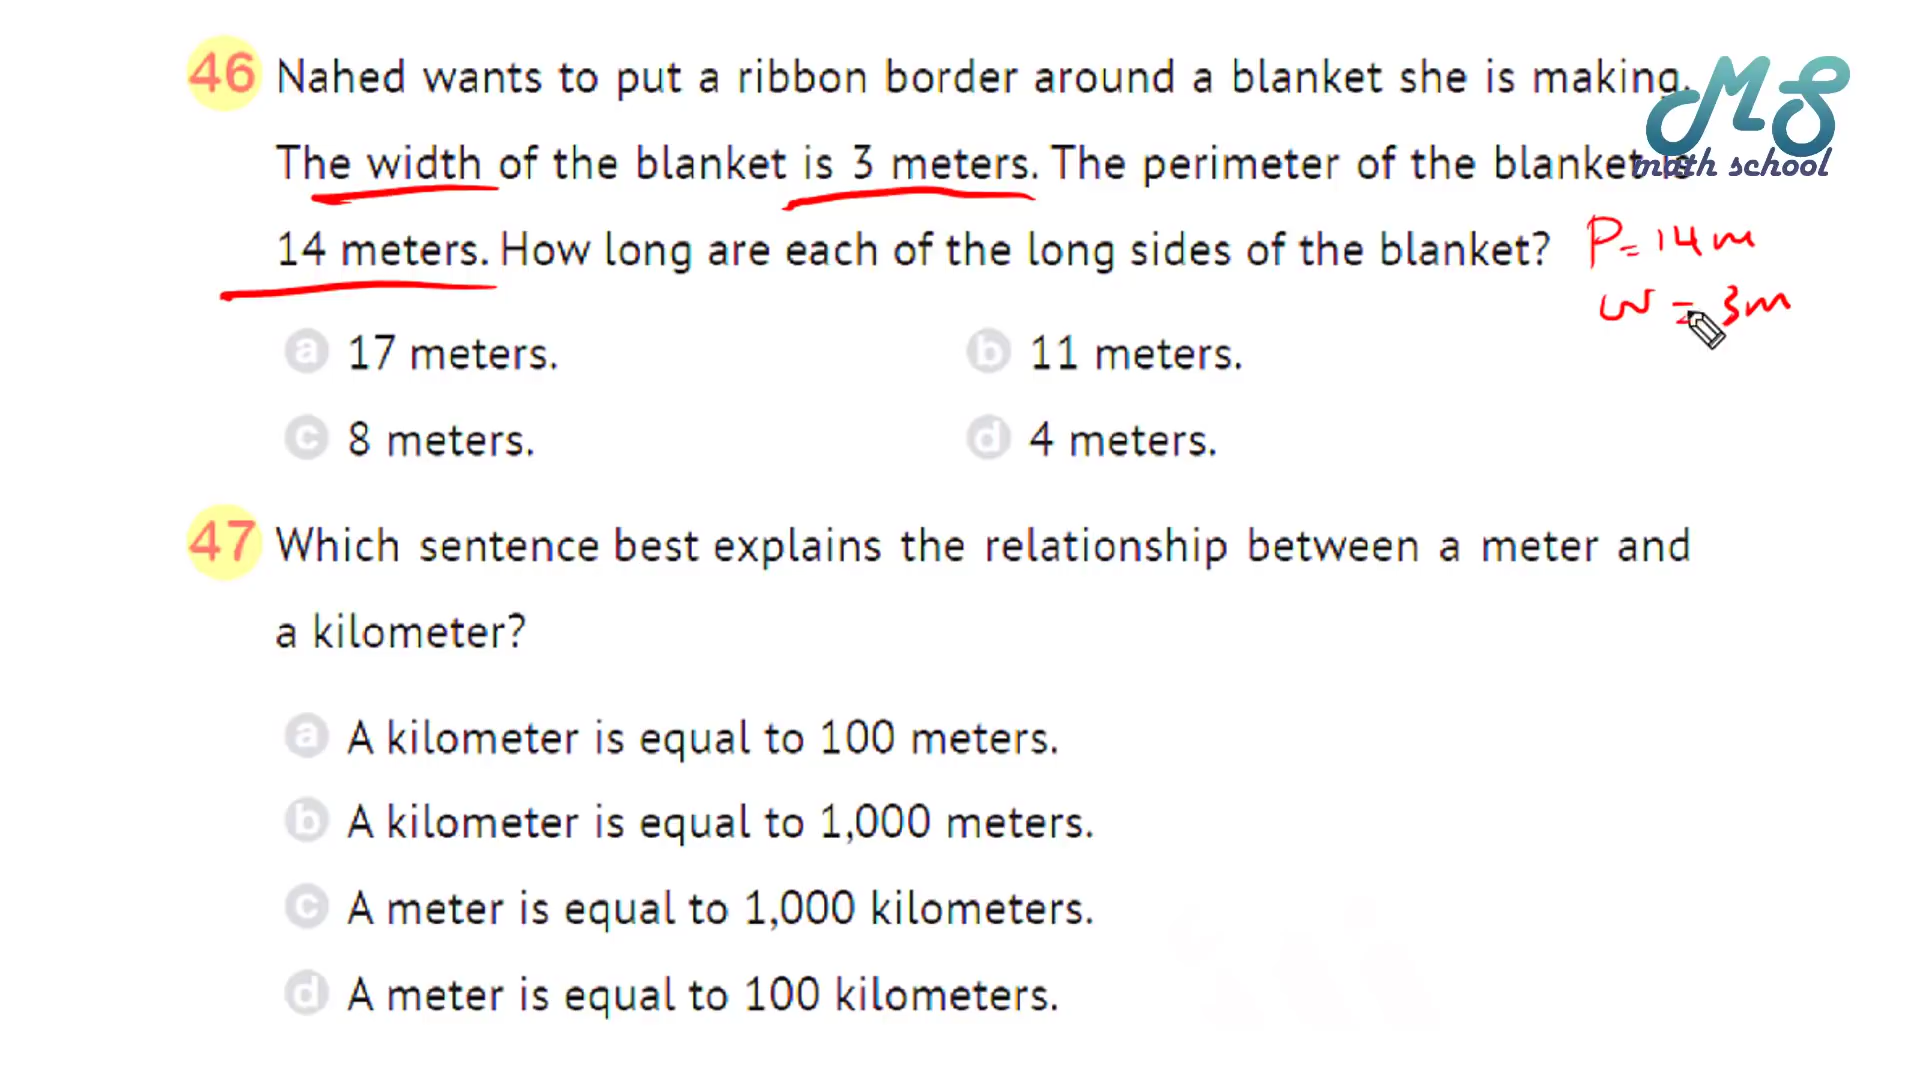 46 Nahed wants to put a ribbon border around a blanket she is making.
MS
The width of the blanket is 3 meters. The perimeter of the blanket is
math school
14 meters. How long are each of the long sides of the blanket? P = 14 m
W = 3 m
a 17 meters. b 11 meters.
c 8 meters. d 4 meters.
47 Which sentence best explains the relationship between a meter and
a kilometer?
a A kilometer is equal to 100 meters.
b A kilometer is equal to 1,000 meters.
c A meter is equal to 1,000 kilometers.
d A meter is equal to 100 kilometers.